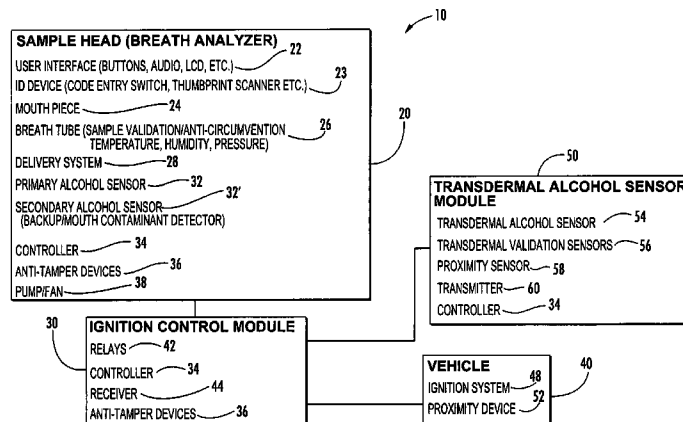 10
SAMPLE HEAD (BREATH ANALYZER)
USER INTERFACE (BUTTONS, AUDIO, LCD, ETC.) 22
ID DEVICE (CODE ENTRY SWITCH, THUMBPRINT SCANNER ETC.) 23
MOUTH PIECE 24
BREATH TUBE (SAMPLE VALIDATION/ANTI-CIRCUMVENTION 26
TEMPERATURE, HUMIDITY, PRESSURE)
DELIVERY SYSTEM 28
PRIMARY ALCOHOL SENSOR 32
SECONDARY ALCOHOL SENSOR 32'
(BACKUP/MOUTH CONTAMINANT DETECTOR)
CONTROLLER 34
ANTI-TAMPER DEVICES 36
PUMP/FAN 38
20
50
TRANSDERMAL ALCOHOL SENSOR
MODULE
TRANSDERMAL ALCOHOL SENSOR 54
TRANSDERMAL VALIDATION SENSORS 56
PROXIMITY SENSOR 58
TRANSMITTER 60
CONTROLLER 34
30
IGNITION CONTROL MODULE
RELAYS 42
CONTROLLER 34
RECEIVER 44
ANTI-TAMPER DEVICES 36
VEHICLE
IGNITION SYSTEM 48
PROXIMITY DEVICE 52
40